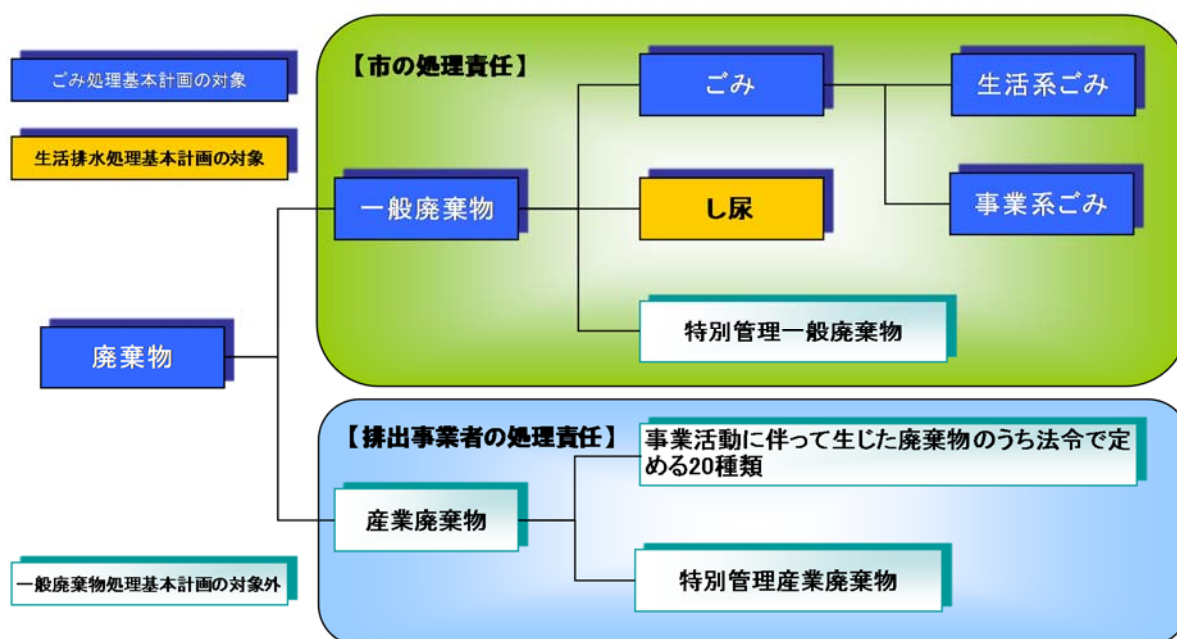 ごみ処理基本計画の対象
生活排水処理基本計画の対象
【市の処理責任】
ごみ
生活系ごみ
一般廃棄物
し尿
事業系ごみ
特別管理一般廃棄物
廃棄物
【排出事業者の処理責任】
事業活動に伴って生じた廃棄物のうち法令で定
める20種類
産業廃棄物
特別管理産業廃棄物
一般廃棄物処理基本計画の対象外